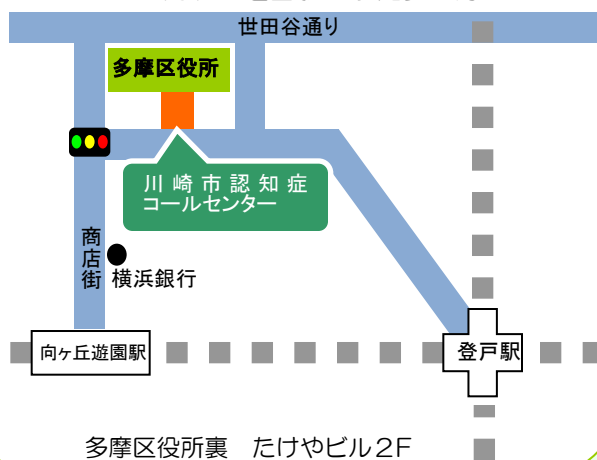 世田谷通り
多摩区役所
川崎市認知症
コールセンター
商店街
横浜銀行
向ヶ丘遊園駅
登戸駅
多摩区役所裏　たけやビル２F